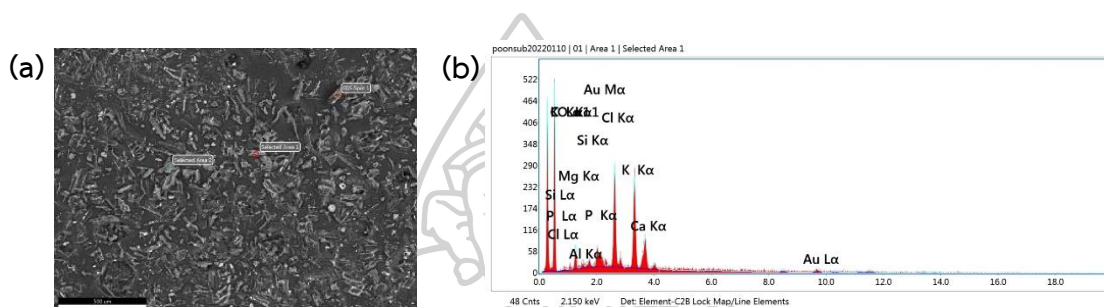 (a)
EDS Spot 1
Selected Area 1
Selected Area 2
500 µm
(b)
poonsub20220110 | 01 | Area 1 | Selected Area 1
522
464
406
348
290
232
174
116
58
0
Au Mα
Cl Kα
Si Kα
Mg Kα
K Kα
Si Lα
P Lα
P Kα
Ca Kα
Cl Lα
Al Kα
Au Lα
0.0 2.0 4.0 6.0 8.0 10.0 12.0 14.0 16.0 18.0
48 Cnts 2.150 keV Det: Element-C2B Lock Map/Line Elements